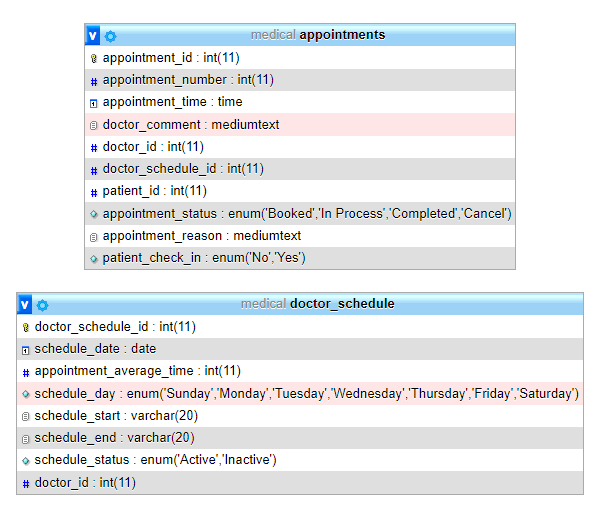 v medical appointments
appointment_id : int(11)
# appointment_number : int(11)
appointment_time : time
doctor_comment : mediumtext
# doctor_id : int(11)
# doctor_schedule_id : int(11)
# patient_id : int(11)
appointment_status : enum('Booked','In Process','Completed','Cancel')
appointment_reason : mediumtext
patient_check_in : enum('No','Yes')
v medical doctor_schedule
doctor_schedule_id : int(11)
schedule_date : date
# appointment_average_time : int(11)
schedule_day : enum('Sunday','Monday','Tuesday','Wednesday','Thursday','Friday','Saturday')
schedule_start : varchar(20)
schedule_end : varchar(20)
schedule_status : enum('Active','Inactive')
# doctor_id : int(11)